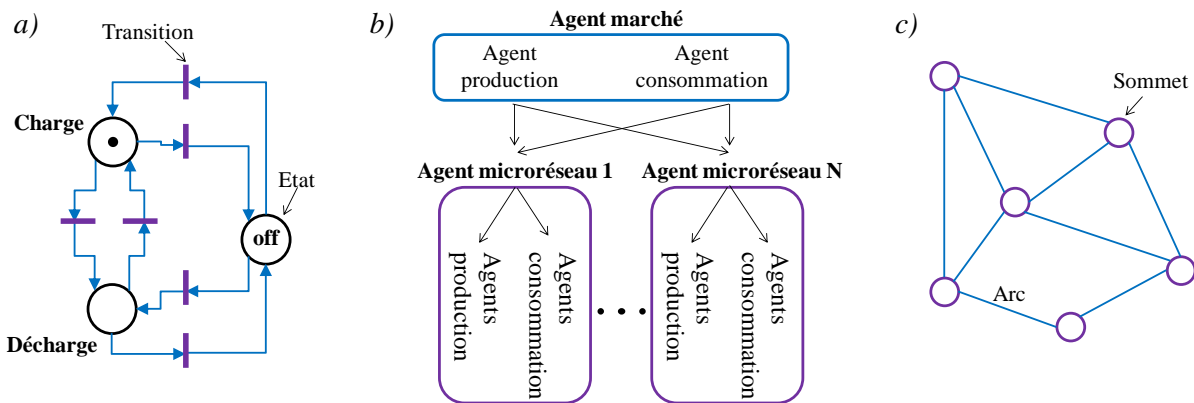 a)
Transition
Charge
Etat
off
Décharge
b)
Agent marché
Agent
production
Agent
consommation
Agent microréseau 1
Agent microréseau N
Agents
production
Agents
consommation
. . .
Agents
production
Agents
consommation
c)
Sommet
Arc